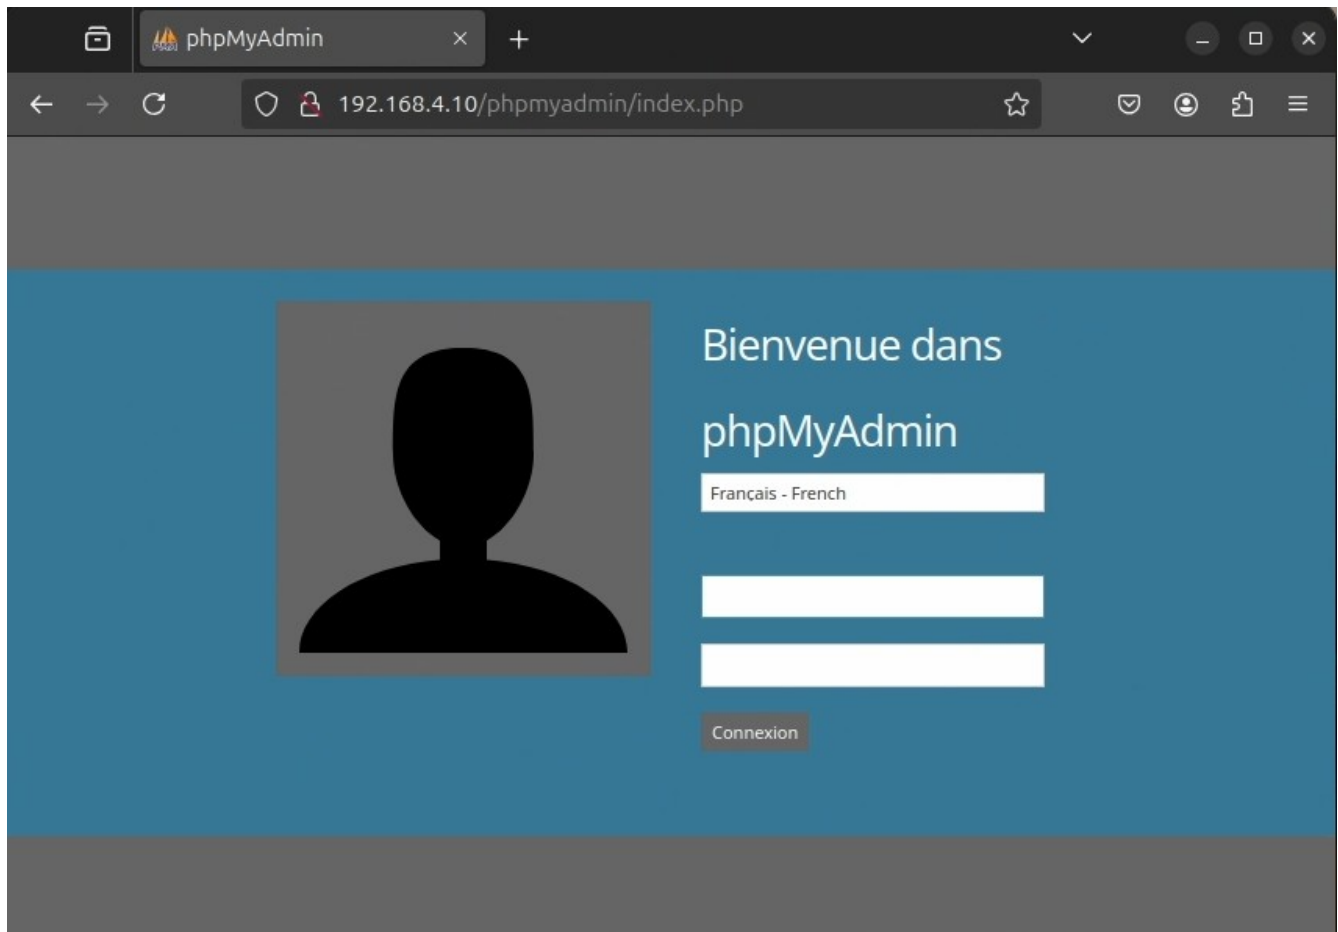 phpMyAdmin
192.168.4.10/phpmyadmin/index.php
Bienvenue dans
phpMyAdmin
Français - French
Connexion